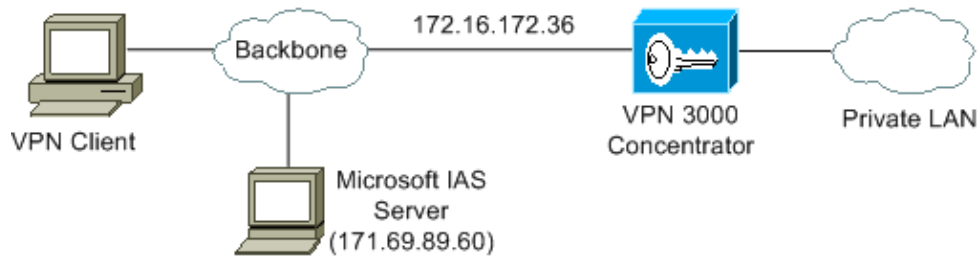 172.16.172.36
Backbone
VPN Client
VPN 3000
Concentrator
Private LAN
Microsoft IAS
Server
(171.69.89.60)